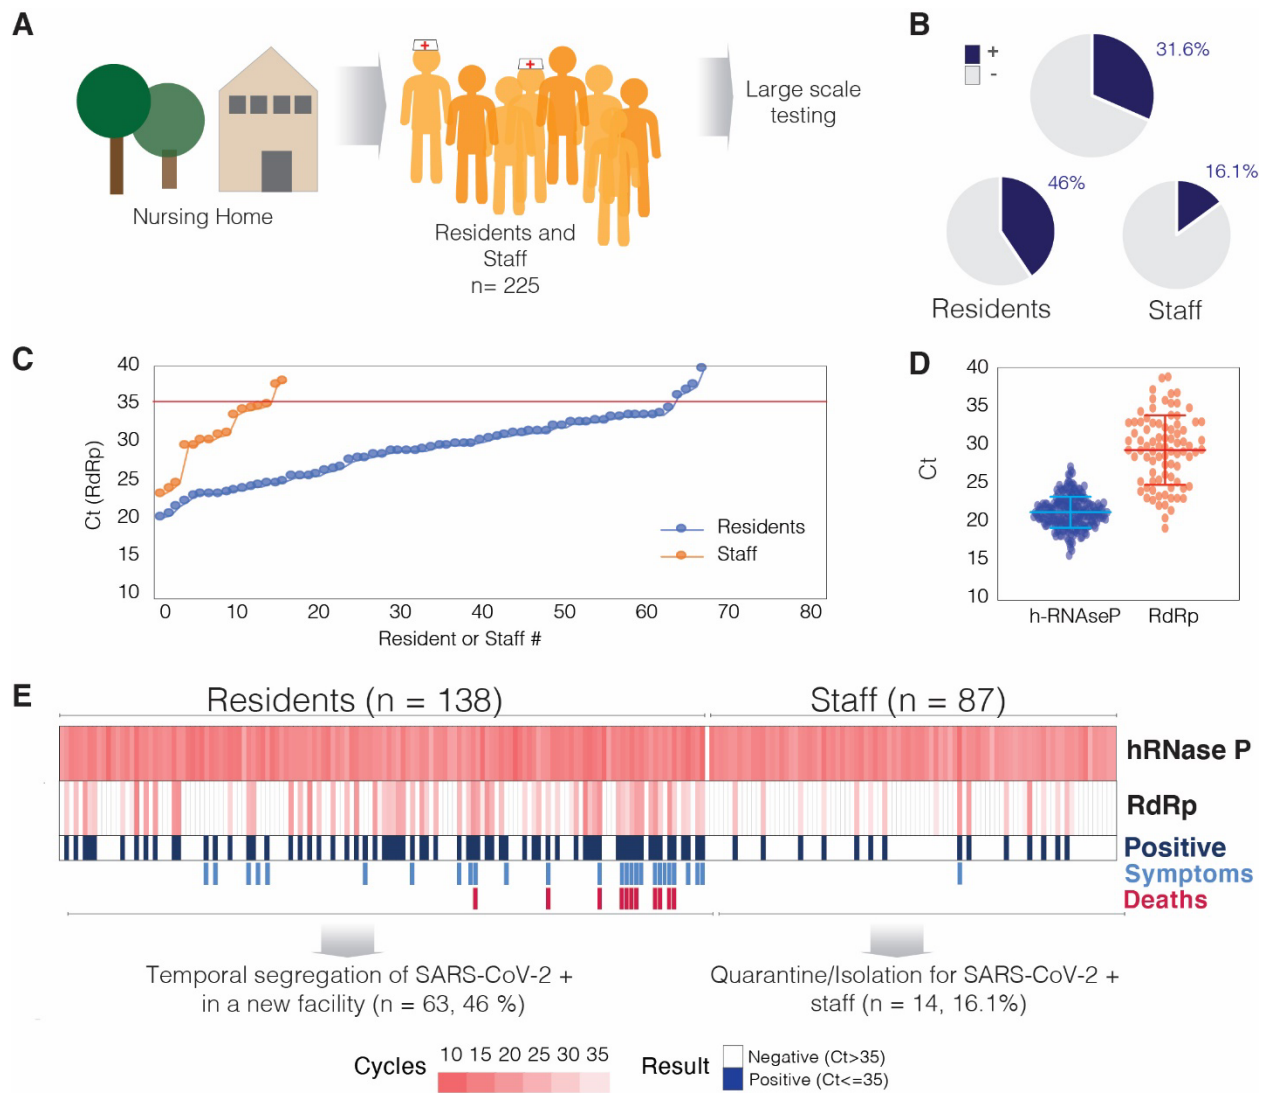 A
Nursing Home
Residents and
Staff
n= 225
Large scale
testing
B
+
-
31.6%
46%
16.1%
Residents
Staff
C
40
35
30
25
20
15
10
Ct (RdRp)
Residents
Staff
0 10 20 30 40 50 60 70 80
Resident or Staff #
D
40
35
30
25
20
15
10
Ct
h-RNAseP RdRp
E
Residents (n = 138) Staff (n = 87)
hRNase P
RdRp
Positive
Symptoms
Deaths
Temporal segregation of SARS-CoV-2 +
in a new facility (n = 63, 46 %)
Quarantine/Isolation for SARS-CoV-2 +
staff (n = 14, 16.1%)
Cycles
10 15 20 25 30 35
Result
Negative (Ct>35)
Positive (Ct<=35)